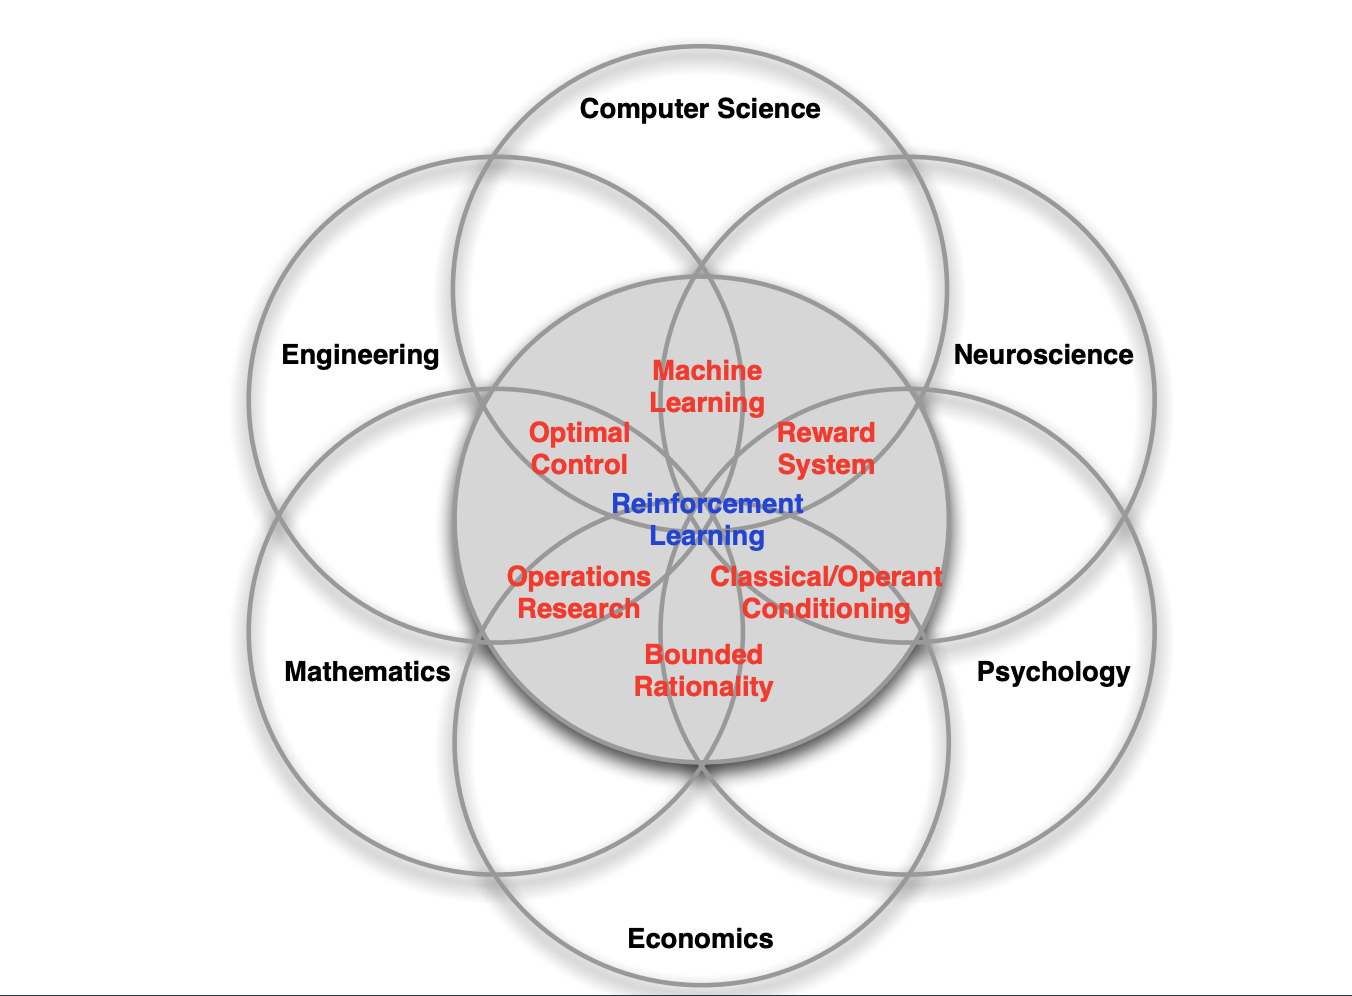 Computer Science
Engineering
Neuroscience
Machine
Learning
Optimal
Control
Reward
System
Reinforcement
Learning
Operations
Research
Classical/Operant
Conditioning
Bounded
Rationality
Mathematics
Psychology
Economics